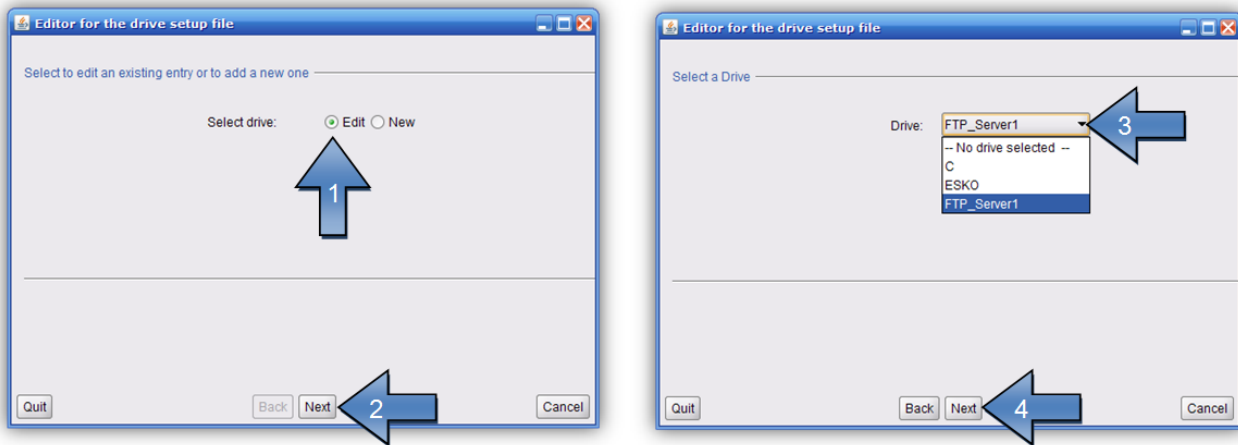 Editor for the drive setup file
Select to edit an existing entry or to add a new one
Select drive: Edit New
1
Quit Back Next 2 Cancel
Editor for the drive setup file
Select a Drive
Drive: FTP_Server1 3
-- No drive selected --
C
ESKO
FTP_Server1
Quit Back Next 4 Cancel